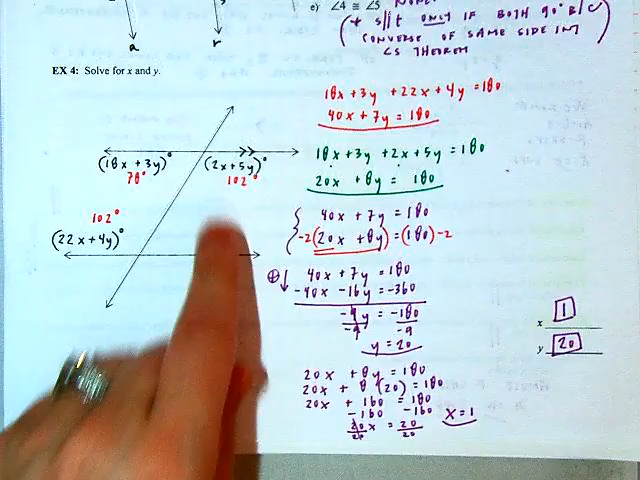 e) ∠4 ≅ ∠5
(* s//t ONLY IF BOTH 90° B/C
CONVERSE OF SAME SIDE INT
∠S THEOREM)
a
r
EX 4: Solve for x and y.
(18x + 3y)°
78°
(2x + 5y)°
102°
102°
(22x + 4y)°
18x + 3y + 22x + 4y = 180
40x + 7y = 180
18x + 3y + 2x + 5y = 180
20x + 8y = 180
40x + 7y = 180
-2(20x + 8y) = (180)-2
⊕↓ 40x + 7y = 180
-40x - 16y = -360
-9y = -180
-9 -9
y = 20
20x + 8y = 180
20x + 8(20) = 180
20x + 160 = 180
-160 -160
20x = 20
20 20
x = 1
x 1
y 20